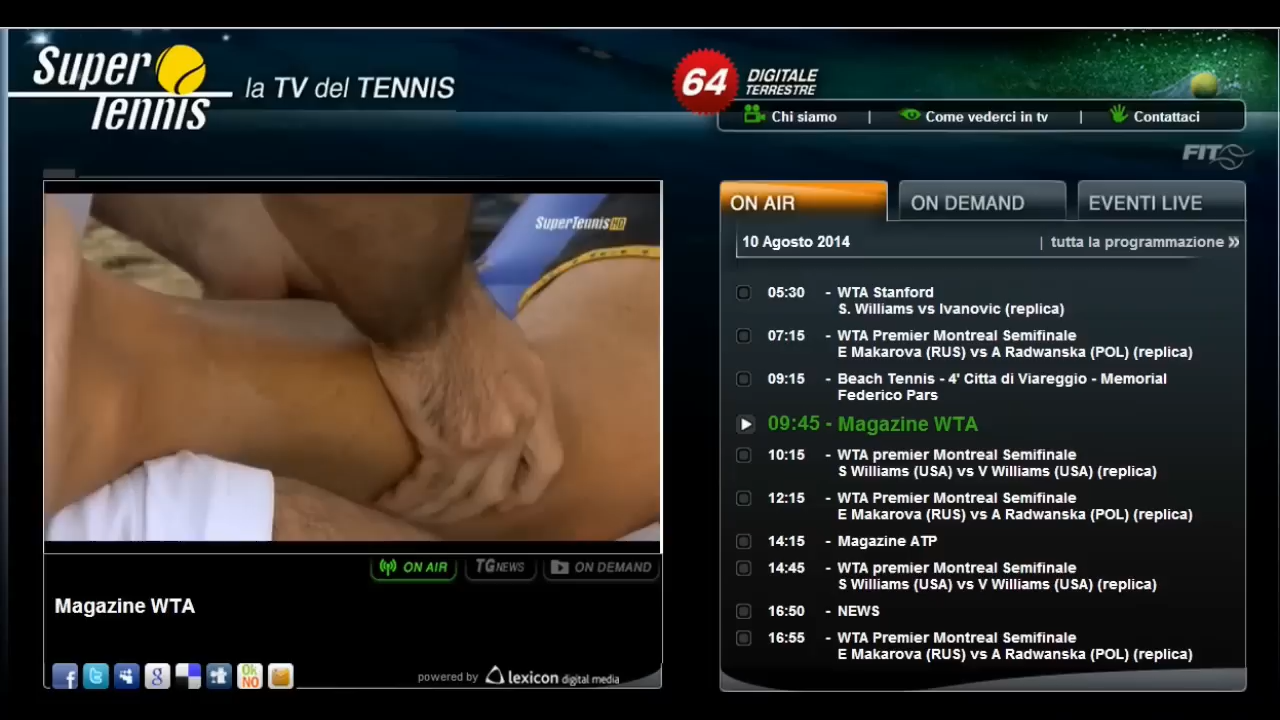 Super Tennis
la TV del TENNIS
64 DIGITALE TERRESTRE
Chi siamo | Come vederci in tv | Contattaci
FIT
SuperTennis HD
ON AIR
ON DEMAND
EVENTI LIVE
10 Agosto 2014 | tutta la programmazione »
05:30 - WTA Stanford
S. Williams vs Ivanovic (replica)
07:15 - WTA Premier Montreal Semifinale
E Makarova (RUS) vs A Radwanska (POL) (replica)
09:15 - Beach Tennis - 4' Citta di Viareggio - Memorial
Federico Pars
09:45 - Magazine WTA
10:15 - WTA premier Montreal Semifinale
S Williams (USA) vs V Williams (USA) (replica)
12:15 - WTA Premier Montreal Semifinale
E Makarova (RUS) vs A Radwanska (POL) (replica)
14:15 - Magazine ATP
14:45 - WTA premier Montreal Semifinale
S Williams (USA) vs V Williams (USA) (replica)
16:50 - NEWS
16:55 - WTA Premier Montreal Semifinale
E Makarova (RUS) vs A Radwanska (POL) (replica)
ON AIR
TG NEWS
ON DEMAND
Magazine WTA
f t g OK NO
powered by lexicon digital media